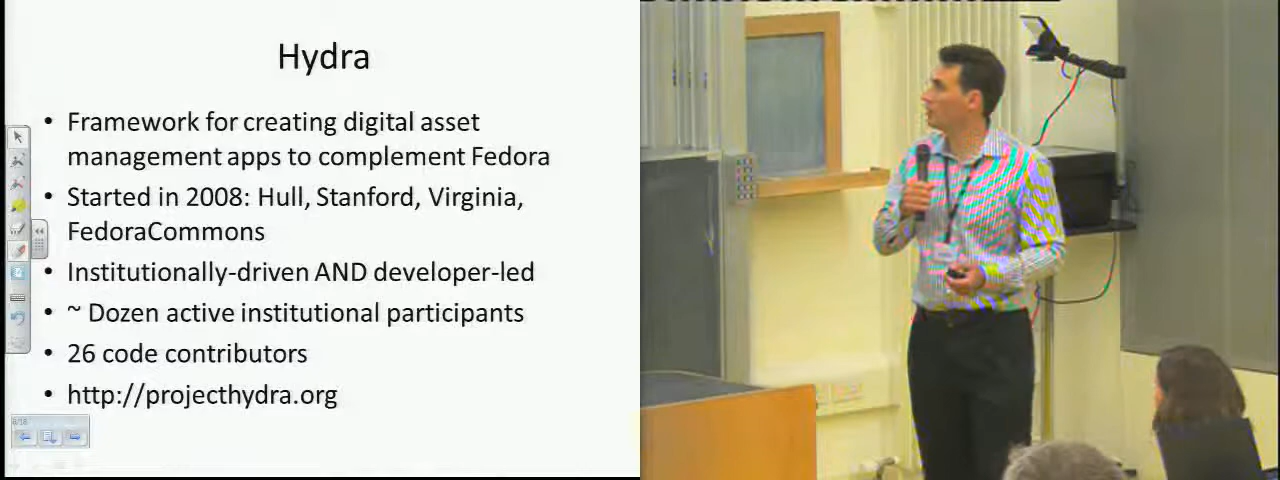 Hydra
• Framework for creating digital asset
management apps to complement Fedora
• Started in 2008: Hull, Stanford, Virginia,
FedoraCommons
• Institutionally-driven AND developer-led
• ~ Dozen active institutional participants
• 26 code contributors
• http://projecthydra.org